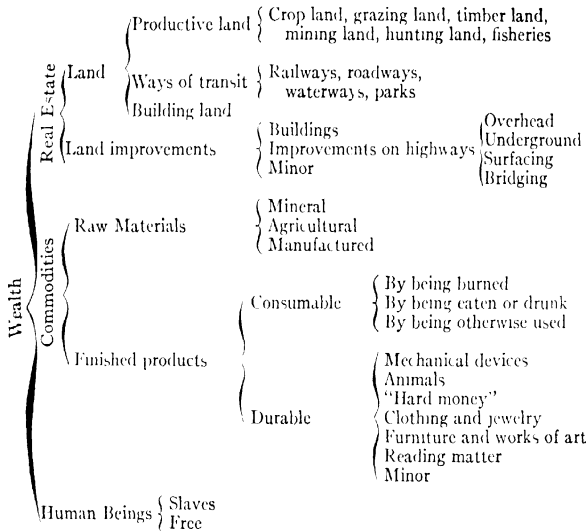 Productive land
Crop land, grazing land, timber land,
mining land, hunting land, fisheries
Land
Ways of transit
Railways, roadways,
waterways, parks
Building land
Real Estate
Land improvements
Buildings
Improvements on highways
Minor
Overhead
Underground
Surfacing
Bridging
Wealth
Commodities
Raw Materials
Mineral
Agricultural
Manufactured
Finished products
Consumable
By being burned
By being eaten or drunk
By being otherwise used
Durable
Mechanical devices
Animals
"Hard money"
Clothing and jewelry
Furniture and works of art
Reading matter
Minor
Human Beings
Slaves
Free